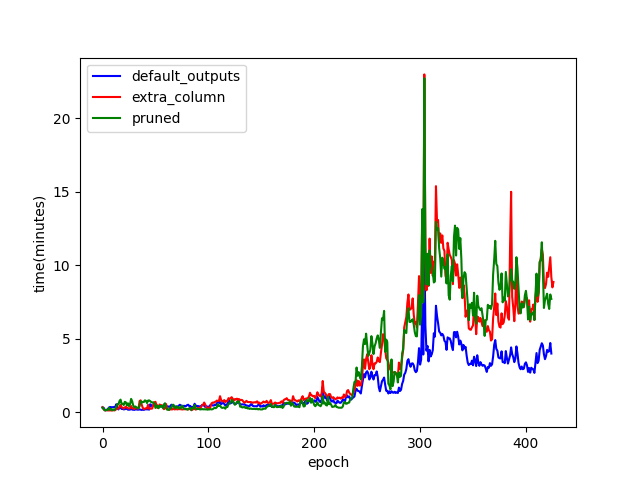 default_outputs
extra_column
pruned
time(minutes)
20
15
10
5
0
0 100 200 300 400
epoch